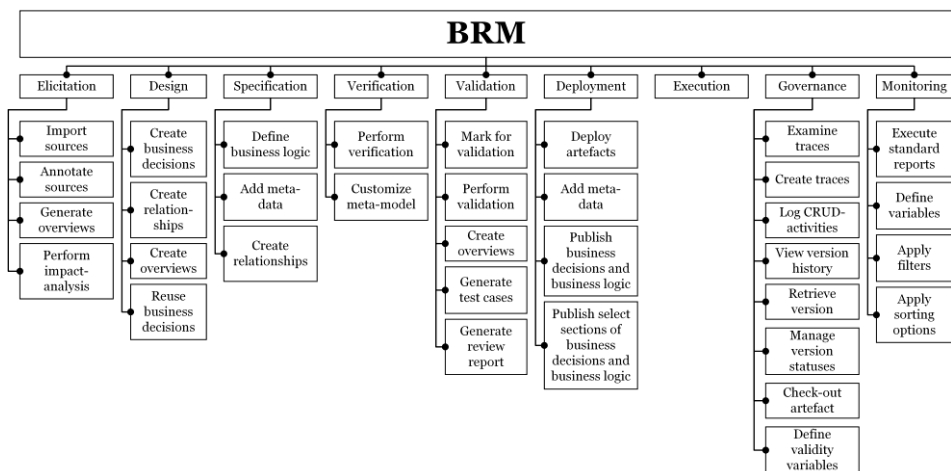 BRM
Elicitation
Design
Specification
Verification
Validation
Deployment
Execution
Governance
Monitoring
Import
sources
Annotate
sources
Generate
overviews
Perform
impact-
analysis
Create
business
decisions
Create
relation-
ships
Create
overviews
Reuse
business
decisions
Define
business logic
Add meta-
data
Create
relationships
Perform
verification
Customize
meta-model
Mark for
validation
Perform
validation
Create
overviews
Generate
test cases
Generate
review
report
Deploy
artefacts
Add meta-
data
Publish
business
decisions and
business logic
Publish select
sections of
business
decisions and
business logic
Examine
traces
Create traces
Log CRUD-
activities
View version
history
Retrieve
version
Manage
version
statuses
Check-out
artefact
Define
validity
variables
Execute
standard
reports
Define
variables
Apply
filters
Apply
sorting
options